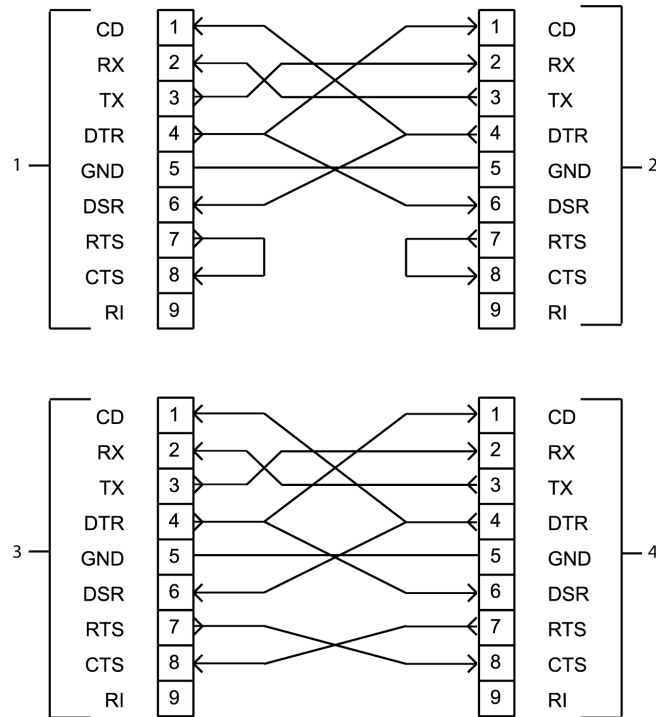 CD 1 1 CD
RX 2 2 RX
TX 3 3 TX
DTR 4 4 DTR
1 GND 5 5 GND 2
DSR 6 6 DSR
RTS 7 7 RTS
CTS 8 8 CTS
RI 9 9 RI
CD 1 1 CD
RX 2 2 RX
TX 3 3 TX
DTR 4 4 DTR
3 GND 5 5 GND 4
DSR 6 6 DSR
RTS 7 7 RTS
CTS 8 8 CTS
RI 9 9 RI